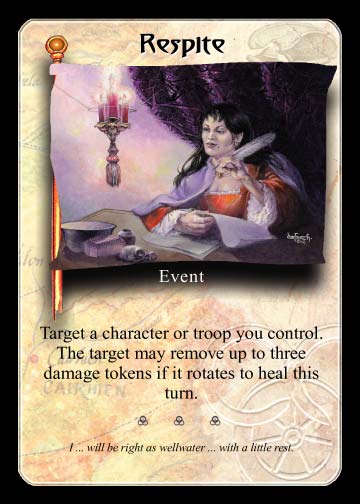 Respite
Event
Target a character or troop you control.
The target may remove up to three
damage tokens if it rotates to heal this
turn.
CAIRHIEN
I ... will be right as wellwater ... with a little rest.